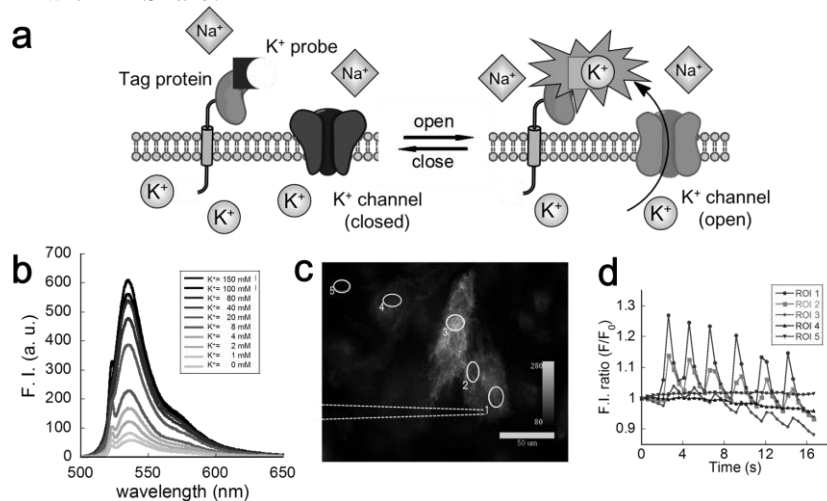 a
Na⁺
K⁺ probe
Na⁺
Tag protein
K⁺
K⁺
K⁺
K⁺ channel
(closed)
open
close
Na⁺
K⁺
Na⁺
K⁺
K⁺
K⁺ channel
(open)
b
F. I. (a. u.)
700
600
500
400
300
200
100
0
500
550
600
650
wavelength (nm)
K⁺= 150 mM
K⁺= 100 mM
K⁺= 80 mM
K⁺= 40 mM
K⁺= 20 mM
K⁺= 8 mM
K⁺= 4 mM
K⁺= 2 mM
K⁺= 1 mM
K⁺= 0 mM
c
5
4
3
2
1
280
80
50 um
d
F.I. ratio (F/F₀)
1.3
1.2
1.1
1
0.9
0
4
8
12
16
Time (s)
ROI 1
ROI 2
ROI 3
ROI 4
ROI 5